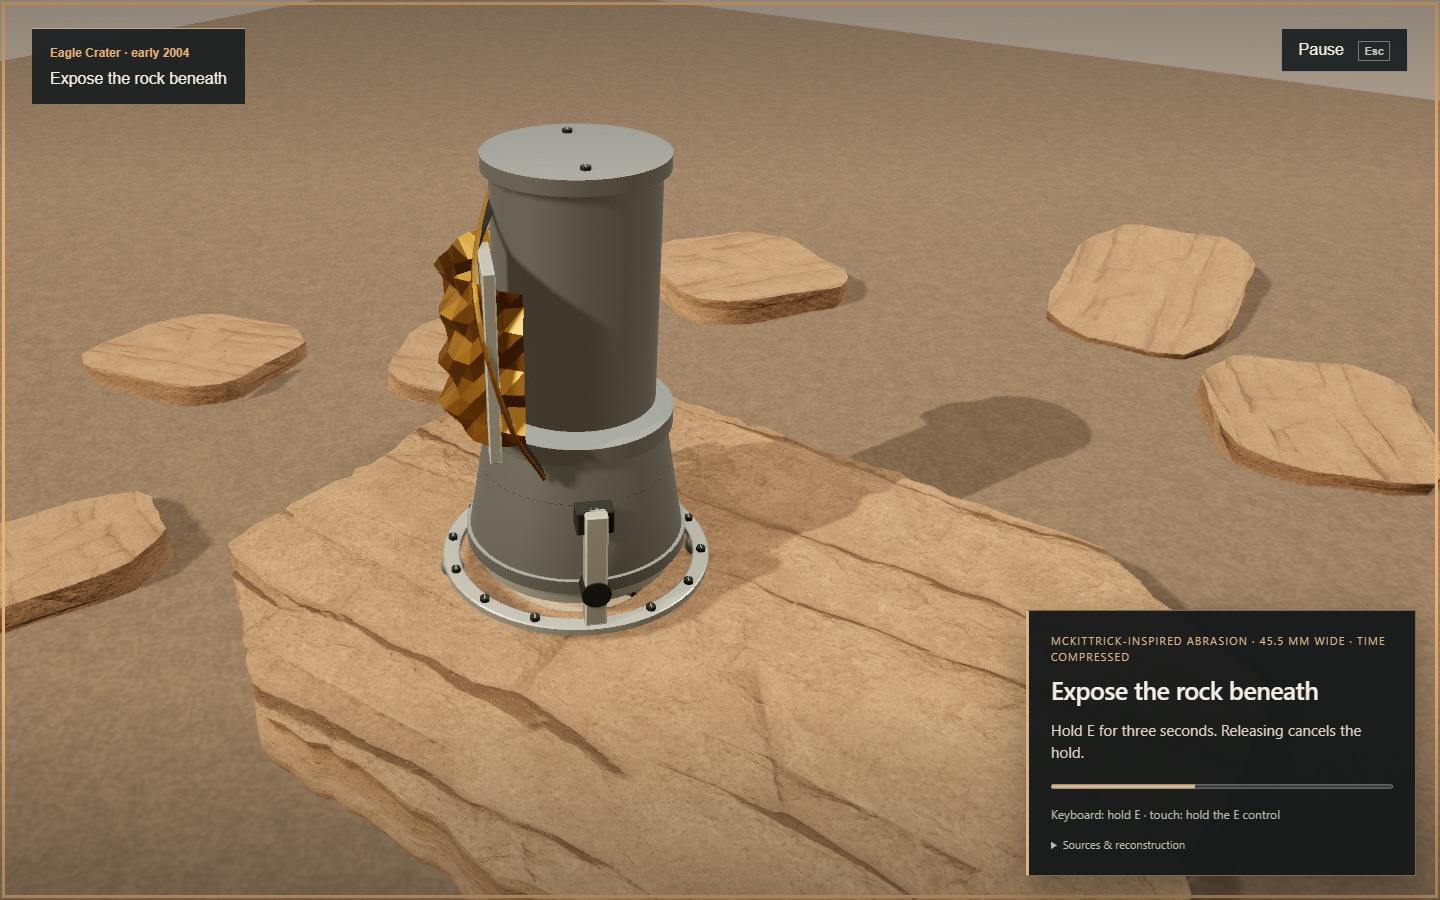 Eagle Crater · early 2004
Expose the rock beneath
Pause Esc
MCKITTRICK-INSPIRED ABRASION · 45.5 MM WIDE · TIME
COMPRESSED
Expose the rock beneath
Hold E for three seconds. Releasing cancels the
hold.
Keyboard: hold E · touch: hold the E control
Sources & reconstruction